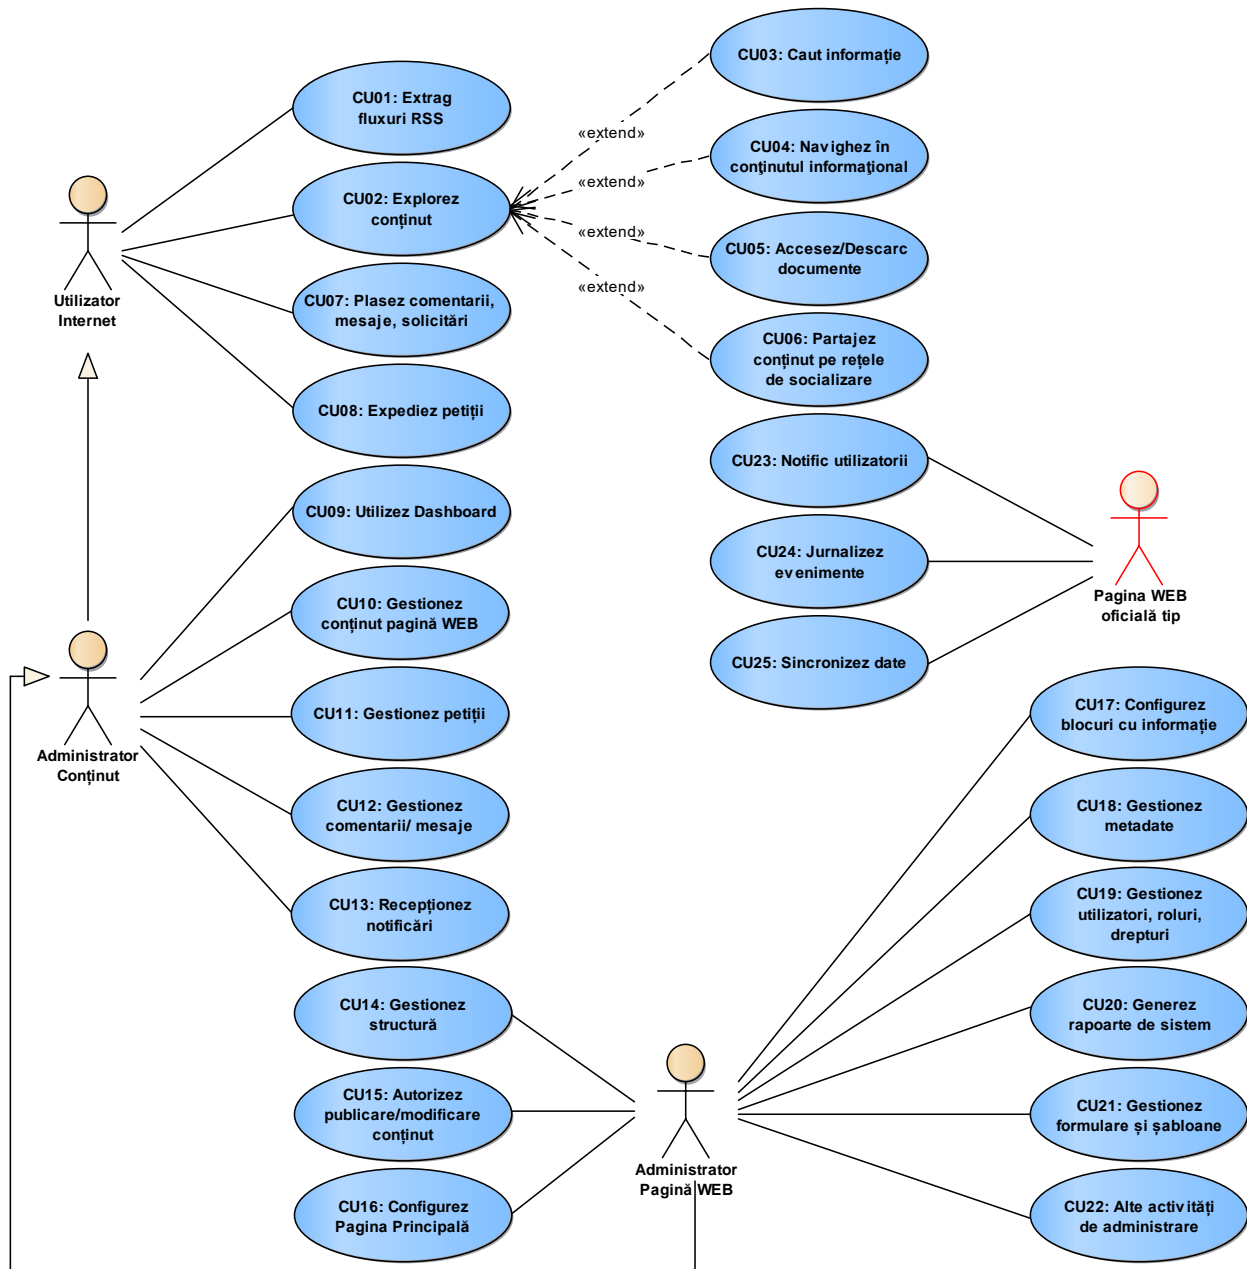 CU03: Caut informație
CU01: Extrag
fluxuri RSS
«extend»
CU04: Navighez în
conţinutul informaţional
«extend»
CU02: Explorez
conținut
«extend»
CU05: Accesez/Descarc
documente
«extend»
Utilizator
Internet
CU07: Plasez comentarii,
mesaje, solicitări
CU06: Partajez
conținut pe rețele
de socializare
CU08: Expediez petiții
CU23: Notific utilizatorii
CU09: Utilizez Dashboard
CU24: Jurnalizez
evenimente
Pagina WEB
oficială tip
CU10: Gestionez
conținut pagină WEB
CU25: Sincronizez date
CU17: Configurez
blocuri cu informație
CU11: Gestionez petiții
Administrator
Conținut
CU12: Gestionez
comentarii/ mesaje
CU18: Gestionez
metadate
CU13: Recepționez
notificări
CU19: Gestionez
utilizatori, roluri,
drepturi
CU14: Gestionez
structură
CU20: Generez
rapoarte de sistem
CU15: Autorizez
publicare/modificare
conținut
CU21: Gestionez
formulare și șabloane
Administrator
Pagină WEB
CU16: Configurez
Pagina Principală
CU22: Alte activități
de administrare